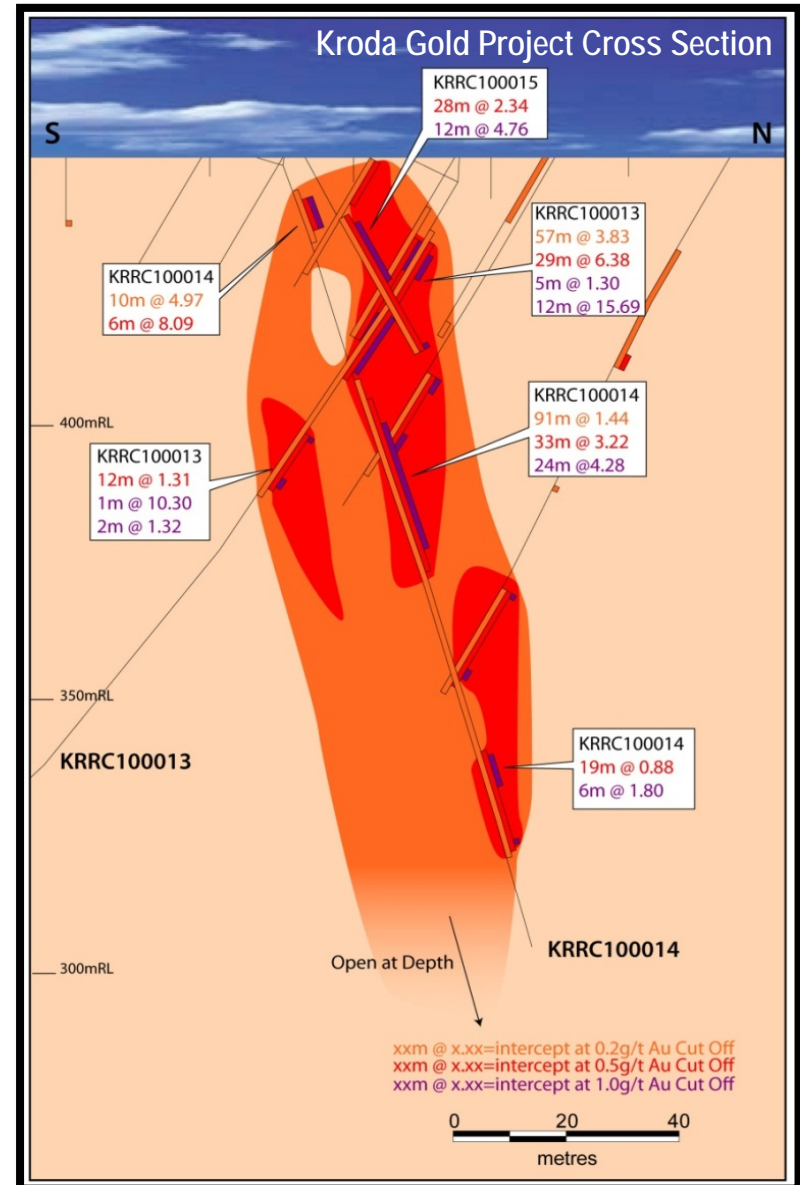 Kroda Gold Project Cross Section
S
N
KRRC100015
28m @ 2.34
12m @ 4.76
KRRC100013
57m @ 3.83
29m @ 6.38
5m @ 1.30
12m @ 15.69
KRRC100014
10m @ 4.97
6m @ 8.09
KRRC100014
91m @ 1.44
33m @ 3.22
24m @4.28
400mRL
KRRC100013
12m @ 1.31
1m @ 10.30
2m @ 1.32
350mRL
KRRC100013
KRRC100014
19m @ 0.88
6m @ 1.80
KRRC100014
Open at Depth
300mRL
xxm @ x.xx=intercept at 0.2g/t Au Cut Off
xxm @ x.xx=intercept at 0.5g/t Au Cut Off
xxm @ x.xx=intercept at 1.0g/t Au Cut Off
0 20 40
metres